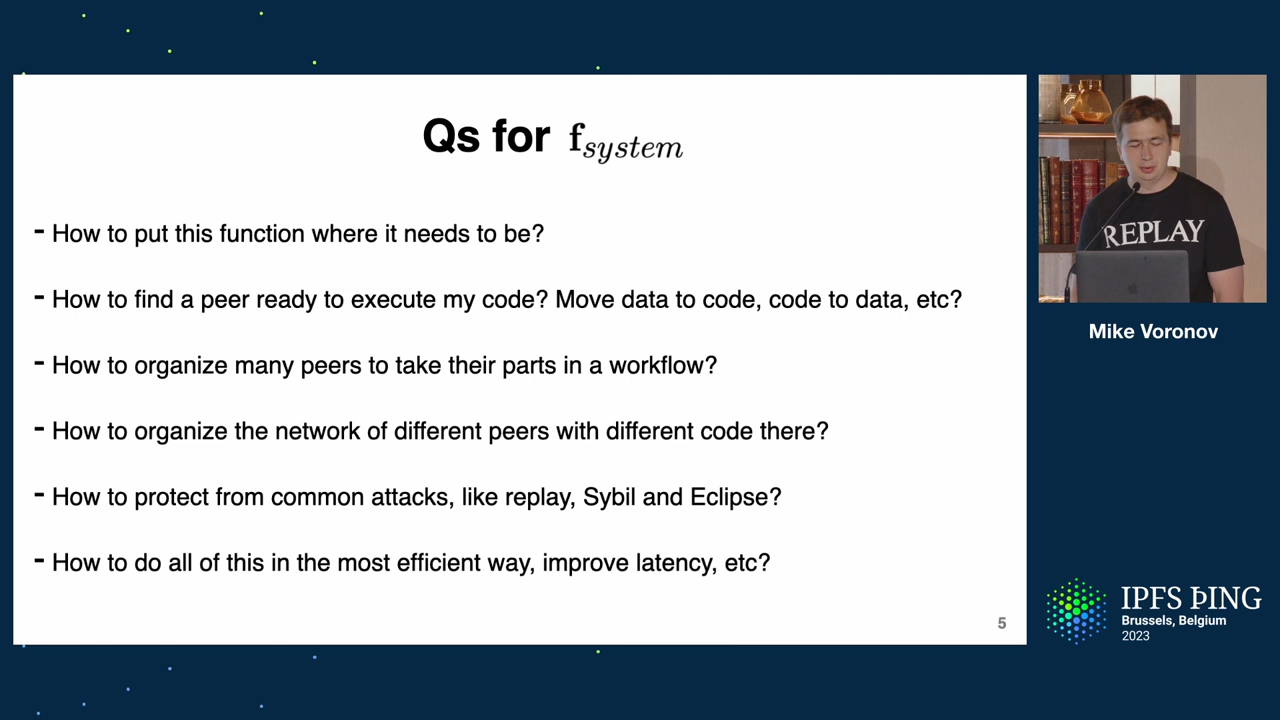 Qs for f_system
- How to put this function where it needs to be?
- How to find a peer ready to execute my code? Move data to code, code to data, etc?
- How to organize many peers to take their parts in a workflow?
- How to organize the network of different peers with different code there?
- How to protect from common attacks, like replay, Sybil and Eclipse?
- How to do all of this in the most efficient way, improve latency, etc?
5
REPLAY
Mike Voronov
IPFS ÞING
Brussels, Belgium
2023